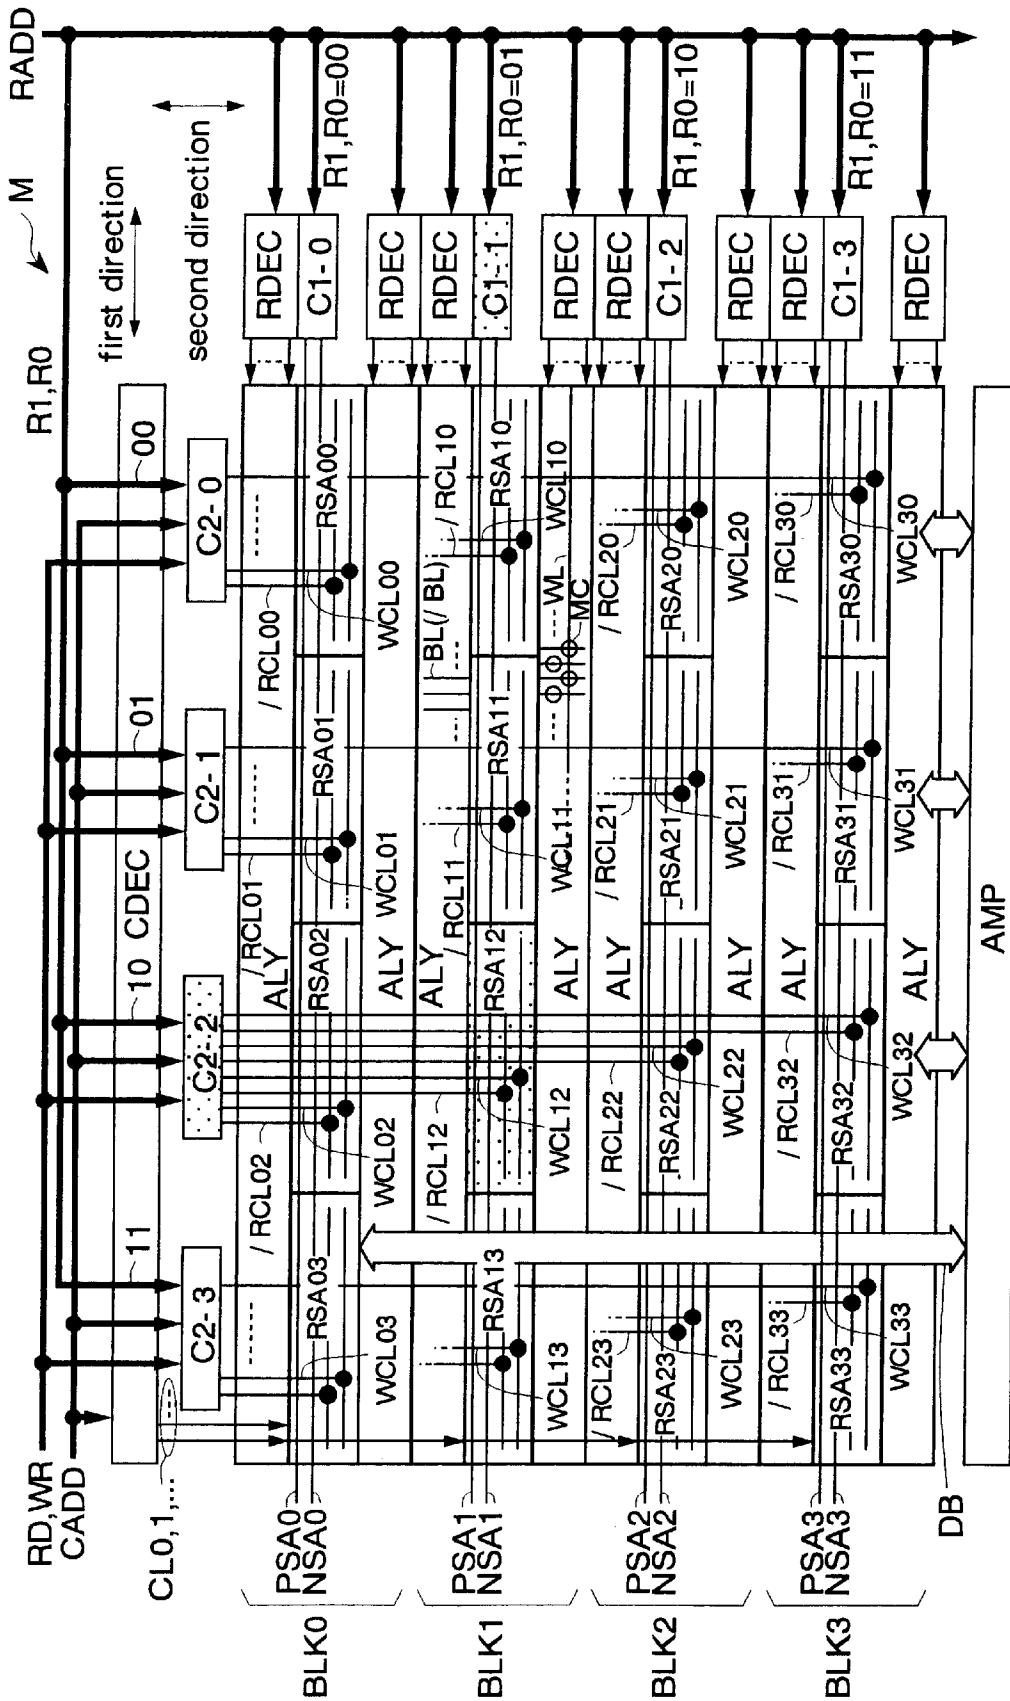 RD,WR
CADD
R1,R0
M
RADD
CL0,1,...
11
10
CDEC
01
00
first direction
second direction
C2-3
C2-2
C2-1
C2-0
PSA0
NSA0
BLK0
/RCL02
ALY
/RCL01
/RCL00
RDEC
RSA03
RSA02
RSA01
RSA00
C1-0
R1,R0=00
WCL03
WCL02
WCL01
WCL00
ALY
RDEC
PSA1
NSA1
BLK1
/RCL12
ALY
/RCL11
BL(/BL)
/RCL10
RDEC
RSA13
RSA12
RSA11
RSA10
C1-1
R1,R0=01
WCL13
WCL12
ALY
WCL11
WL
MC
WCL10
RDEC
PSA2
NSA2
BLK2
/RCL23
/RCL22
ALY
/RCL21
/RCL20
RDEC
RSA23
RSA22
RSA21
RSA20
C1-2
R1,R0=10
WCL23
WCL22
ALY
WCL21
WCL20
RDEC
PSA3
NSA3
BLK3
/RCL33
/RCL32
ALY
/RCL31
/RCL30
RDEC
RSA33
RSA32
RSA31
RSA30
C1-3
R1,R0=11
WCL33
WCL32
ALY
WCL31
WCL30
RDEC
DB
AMP